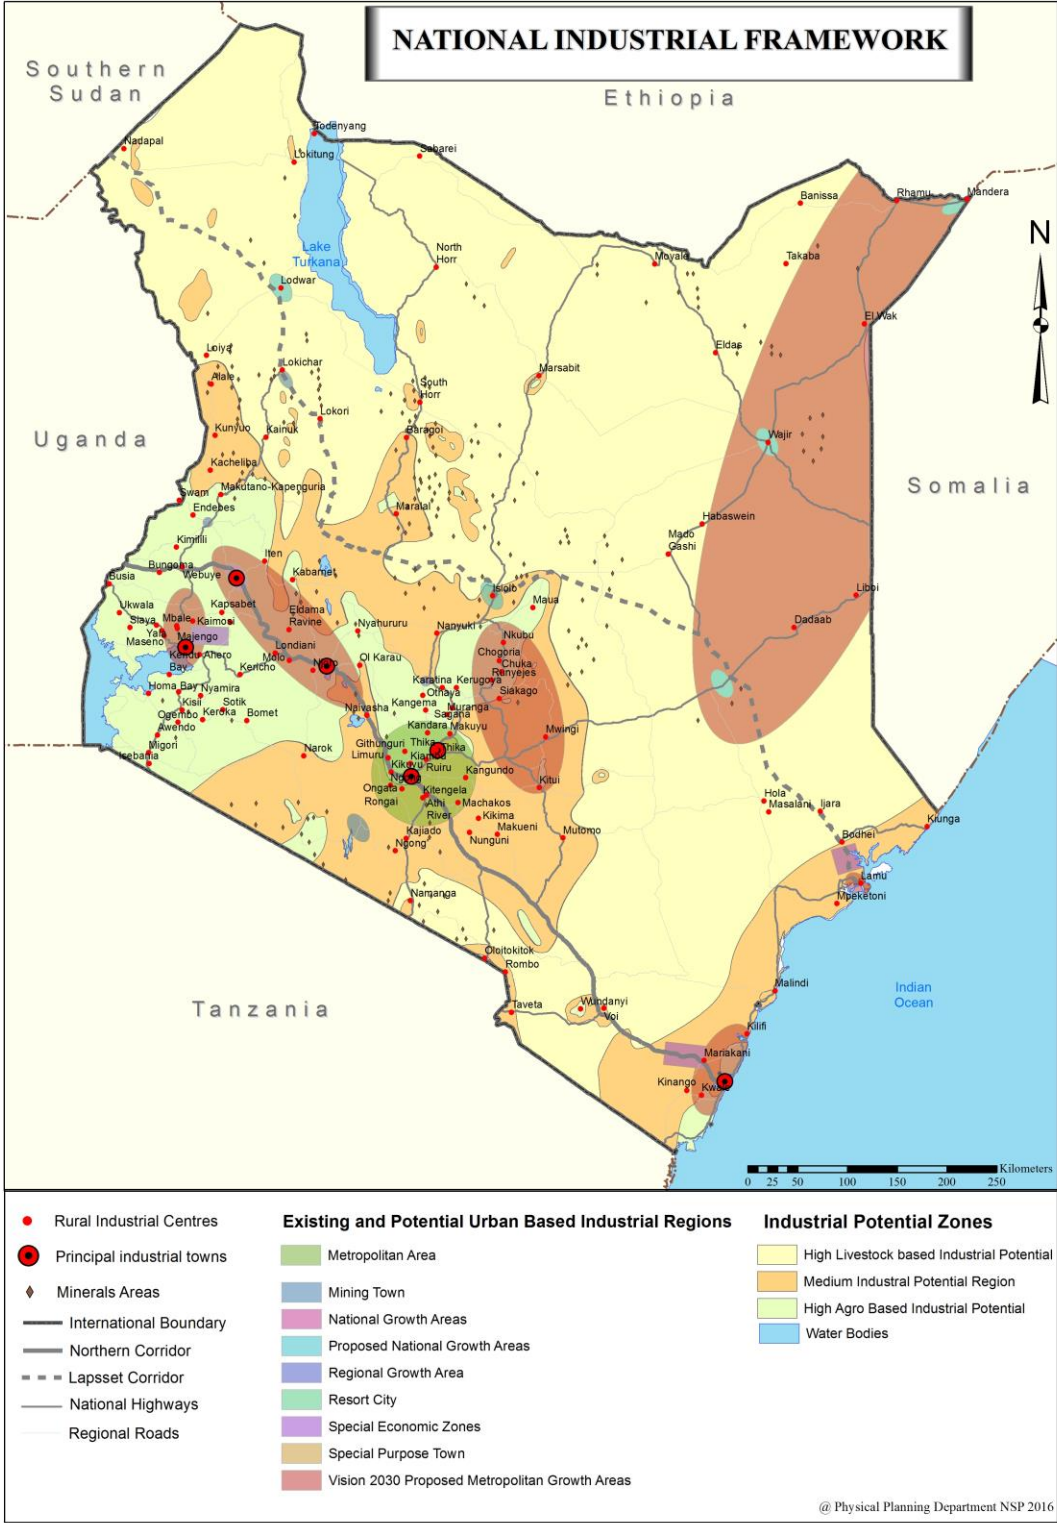 NATIONAL INDUSTRIAL FRAMEWORK
Southern
Sudan
Ethiopia
Todenyang
Nadapal
Lokitung
Sabarei
Banissa
Rhamu
Mandera
N
Lake
Turkana
North
Horr
Moyale
Takaba
Lodwar
El Wak
Loiya
Eldas
Lokichar
Marsabit
Alale
South
Horr
Lokori
Uganda
Kunyuo
Kainuk
Baragoi
Wajir
Kacheliba
Somalia
Makutano-Kapenguria
Swam
Endebes
Maralal
Habaswein
Mado
Gashi
Kimilili
Iten
Bungoma
Webuye
Kabarnet
Busia
Isiolo
Maua
Liboi
Ukwala
Kapsabet
Eldama
Ravine
Siaya
Mbale
Kaimosi
Nyahururu
Nanyuki
Dadaab
Maseno
Majengo
Nkubu
Londiani
Chogoria
Kendu
Bay
Ahero
Molo
Ol Karau
Chuka
Runyejes
Kericho
Karatina
Kerugoya
Homa Bay
Nyamira
Othaya
Siakago
Kisii
Sotik
Kangema
Muranga
Ogembo
Keroka
Bomet
Naivasha
Sagana
Awendo
Kandara
Makuyu
Mwingi
Migori
Narok
Githunguri
Thika
Thika
Isebania
Limuru
Ruiru
Kangundo
Kitui
Ongata
Rongai
Kitengela
Athi
River
Machakos
Hola
Masalani
Ijara
Kikima
Kajiado
Makueni
Mutomo
Kiunga
Ngong
Nunguni
Bodhei
Lamu
Mpeketoni
Namanga
Oloitokitok
Rombo
Malindi
Indian
Ocean
Tanzania
Taveta
Wundanyi
Voi
Kilifi
Mariakani
Kinango
Kwale
Kilometers
0 25 50 100 150 200 250
Rural Industrial Centres
Principal industrial towns
Minerals Areas
International Boundary
Northern Corridor
Lapsset Corridor
National Highways
Regional Roads
Existing and Potential Urban Based Industrial Regions
Metropolitan Area
Mining Town
National Growth Areas
Proposed National Growth Areas
Regional Growth Area
Resort City
Special Economic Zones
Special Purpose Town
Vision 2030 Proposed Metropolitan Growth Areas
Industrial Potential Zones
High Livestock based Industrial Potential
Medium Industral Potential Region
High Agro Based Industrial Potential
Water Bodies
@ Physical Planning Department NSP 2016